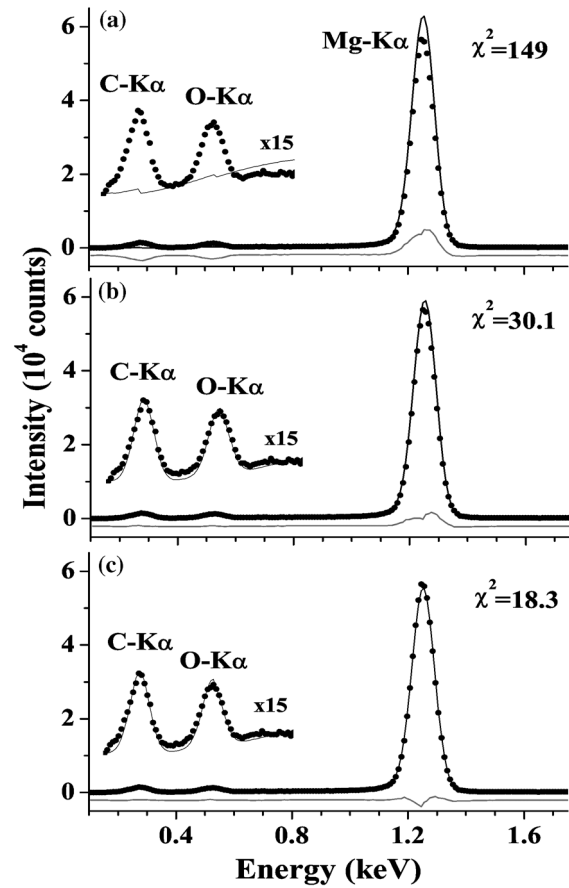 (a)
6
Mg-Kα
χ²=149
C-Kα
O-Kα
4
x15
2
0
(b)
6
χ²=30.1
C-Kα
O-Kα
4
x15
2
0
(c)
6
χ²=18.3
C-Kα
O-Kα
4
x15
2
0
0.4 0.8 1.2 1.6
Energy (keV)
Intensity (10⁴ counts)